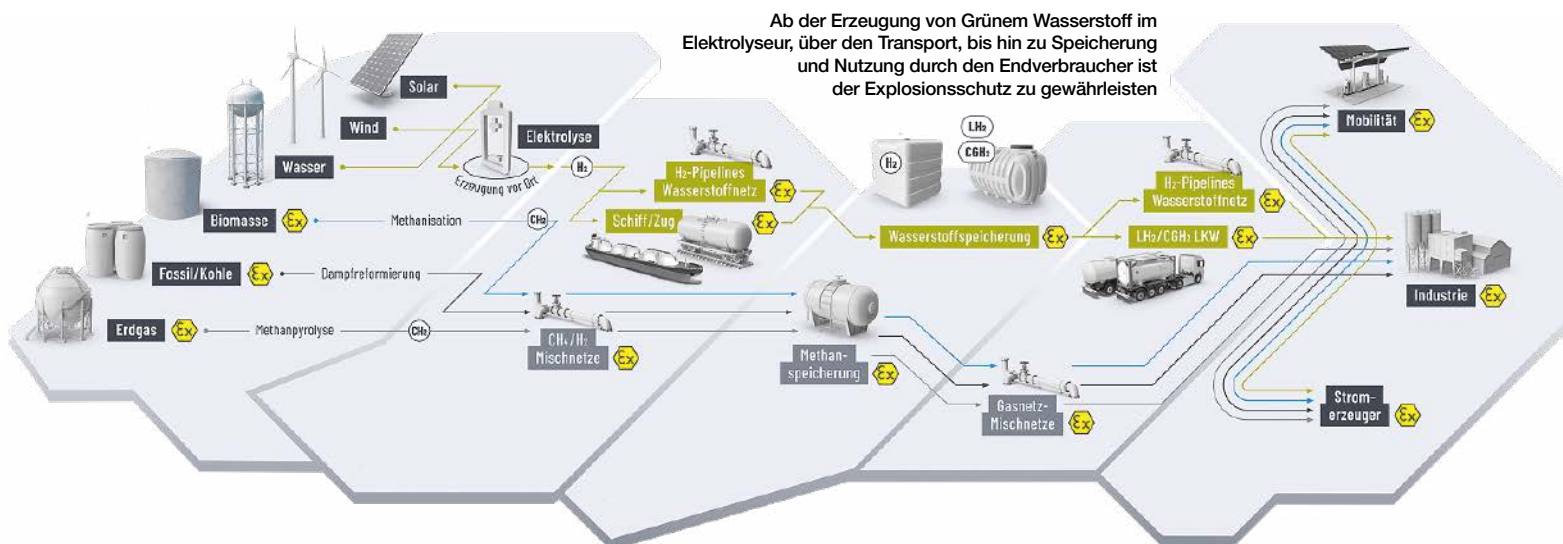 Ab der Erzeugung von Grünem Wasserstoff im
Elektrolyseur, über den Transport, bis hin zu Speicherung
und Nutzung durch den Endverbraucher ist
der Explosionsschutz zu gewährleisten
Solar
Wind
Wasser
Elektrolyse
Erzeugung vor Ort
H₂
Biomasse
Ex
Methanisation
CH₂
Fossil/Kohle
Ex
Dampfreformierung
Erdgas
Ex
Methanpyrolyse
CH₂
H₂-Pipelines
Wasserstoffnetz
Ex
Schiff/Zug
Ex
CH₄/H₂
Mischnetze
Ex
H₂
LH₂
CGH₂
Wasserstoffspeicherung
Ex
Methan-
speicherung
Ex
H₂-Pipelines
Wasserstoffnetz
Ex
LH₂/CGH₂ LKW
Ex
Gasnetz-
Mischnetze
Ex
Mobilität
Ex
Industrie
Ex
Strom-
erzeuger
Ex